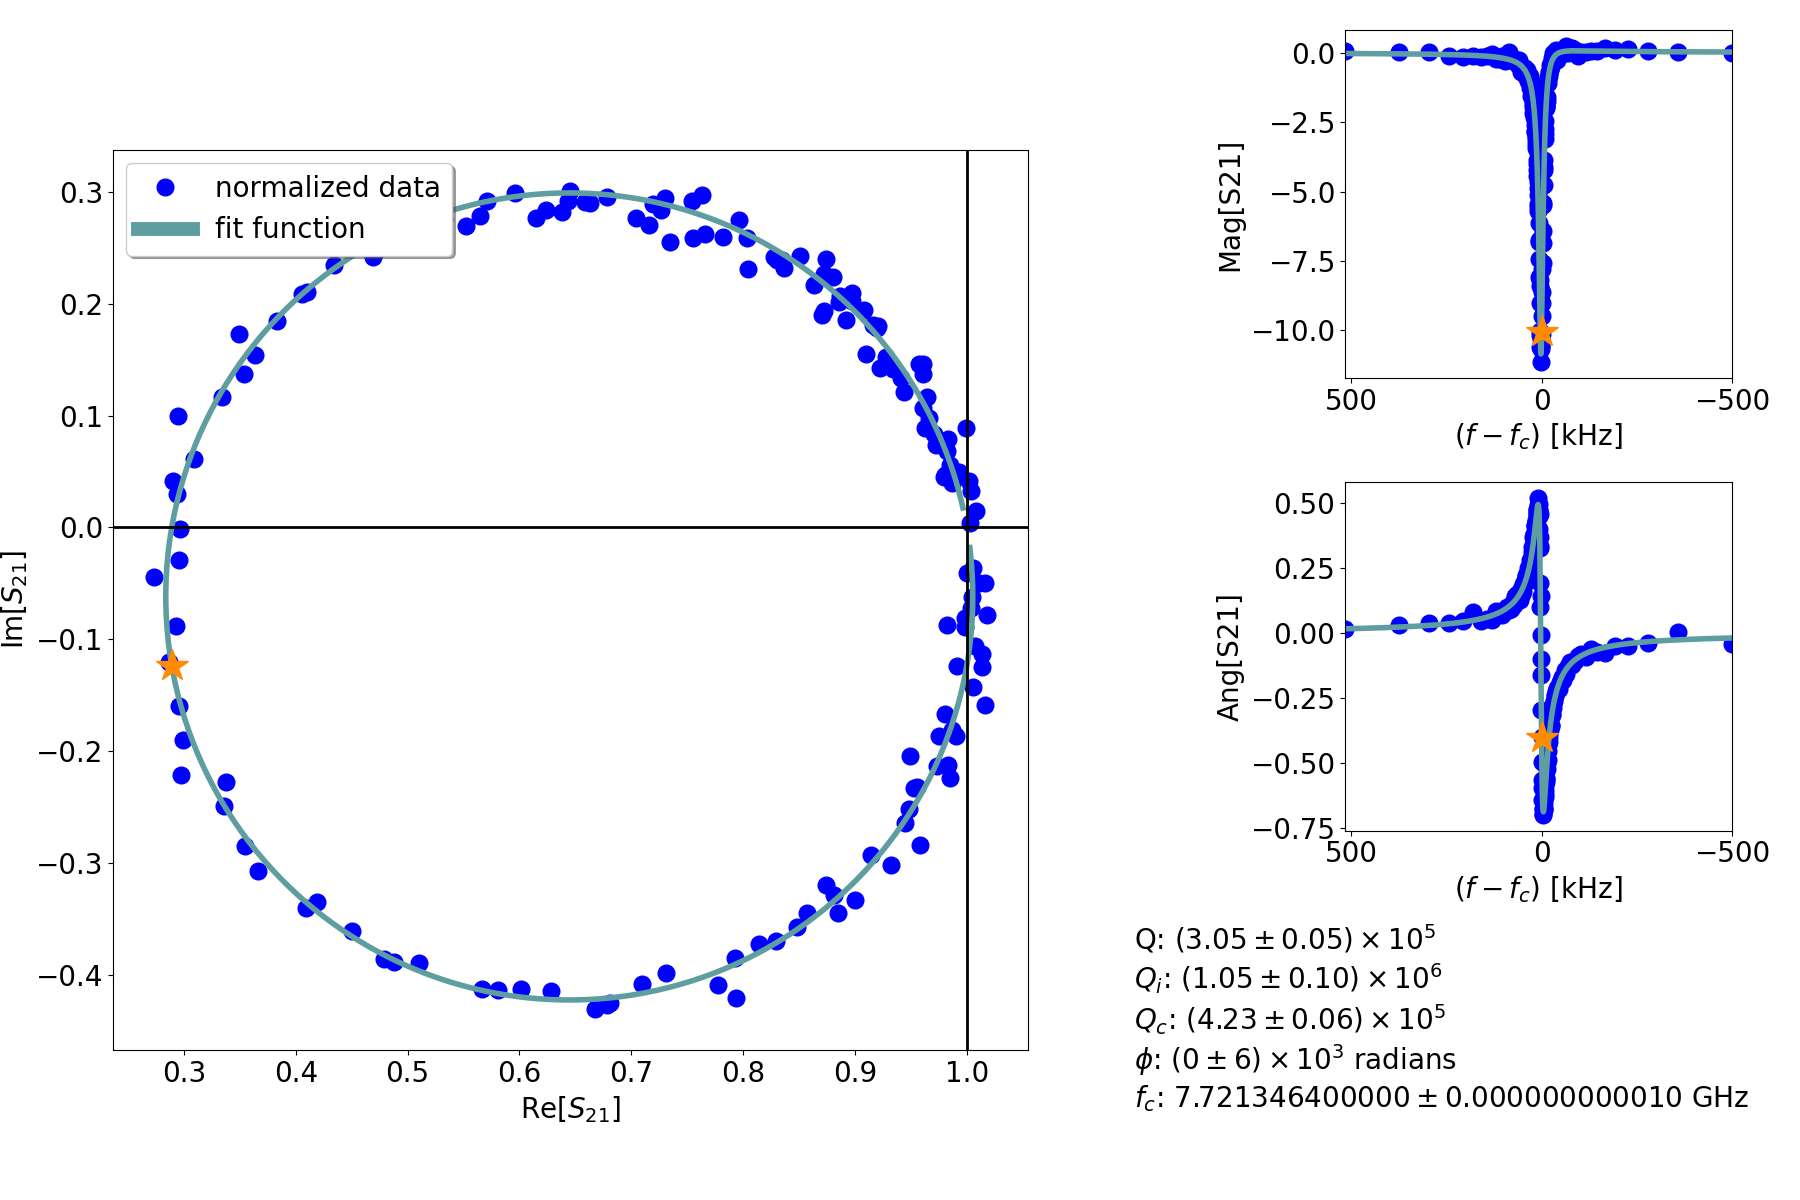 normalized data
fit function
0.3
0.2
0.1
0.0
−0.1
−0.2
−0.3
−0.4
Im[S₂₁]
0.3 0.4 0.5 0.6 0.7 0.8 0.9 1.0
Re[S₂₁]
0.0
−2.5
−5.0
−7.5
−10.0
Mag[S21]
500 0 −500
(f − f_c) [kHz]
0.50
0.25
0.00
−0.25
−0.50
−0.75
Ang[S21]
500 0 −500
(f − f_c) [kHz]
Q: (3.05 ± 0.05) × 10⁵
Q_i: (1.05 ± 0.10) × 10⁶
Q_c: (4.23 ± 0.06) × 10⁵
ϕ: (0 ± 6) × 10³ radians
f_c: 7.721346400000 ± 0.000000000010 GHz